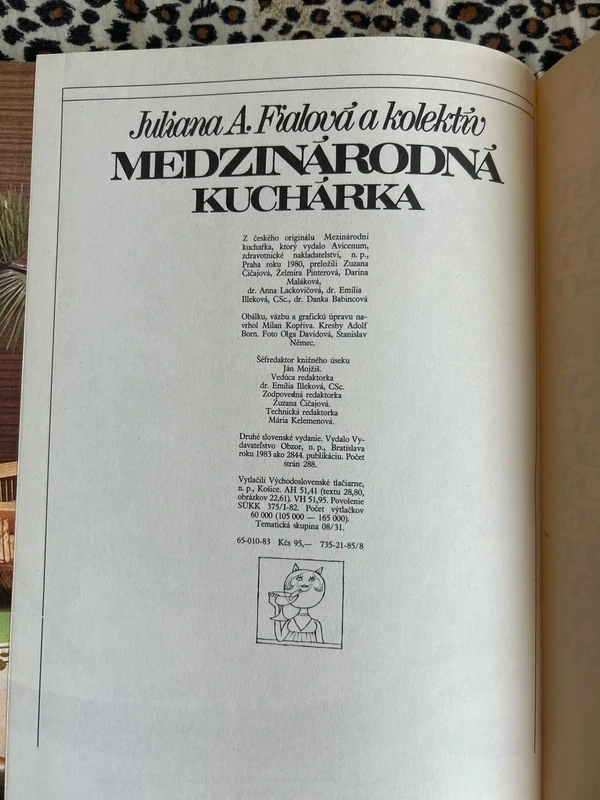 Juliana A. Fialová a kolektív
MEDZINÁRODNÁ
KUCHÁRKA
Z českého originálu Mezinárodní
kuchařka, ktorý vydalo Avicenum,
zdravotnické nakladatelství, n. p.,
Praha roku 1980, preložili Zuzana
Čičajová, Želmíra Pinterová, Darina
Maláková,
dr. Anna Lackovičová, dr. Emília
Illeková, CSc., dr. Danka Babincová
Obálku, väzbu a grafickú úpravu na-
vrhol Milan Kopřiva. Kresby Adolf
Born. Foto Olga Davidová, Stanislav
Němec.
Šéfredaktor knižného úseku
Ján Mojžiš.
Vedúca redaktorka
dr. Emília Illeková, CSc.
Zodpovedná redaktorka
Zuzana Čičajová.
Technická redaktorka
Mária Kelemenová.
Druhé slovenské vydanie. Vydalo Vy-
davateľstvo Obzor, n. p., Bratislava
roku 1983 ako 2844. publikáciu. Počet
strán 288.
Vytlačili Východoslovenské tlačiarne,
n. p., Košice. AH 51,41 (textu 28,80,
obrázkov 22,61). VH 51,95. Povolenie
SÚKK 375/I-82. Počet výtlačkov
60 000 (105 000 — 165 000).
Tematická skupina 08/31.
65-010-83 Kčs 95,— 735-21-85/8